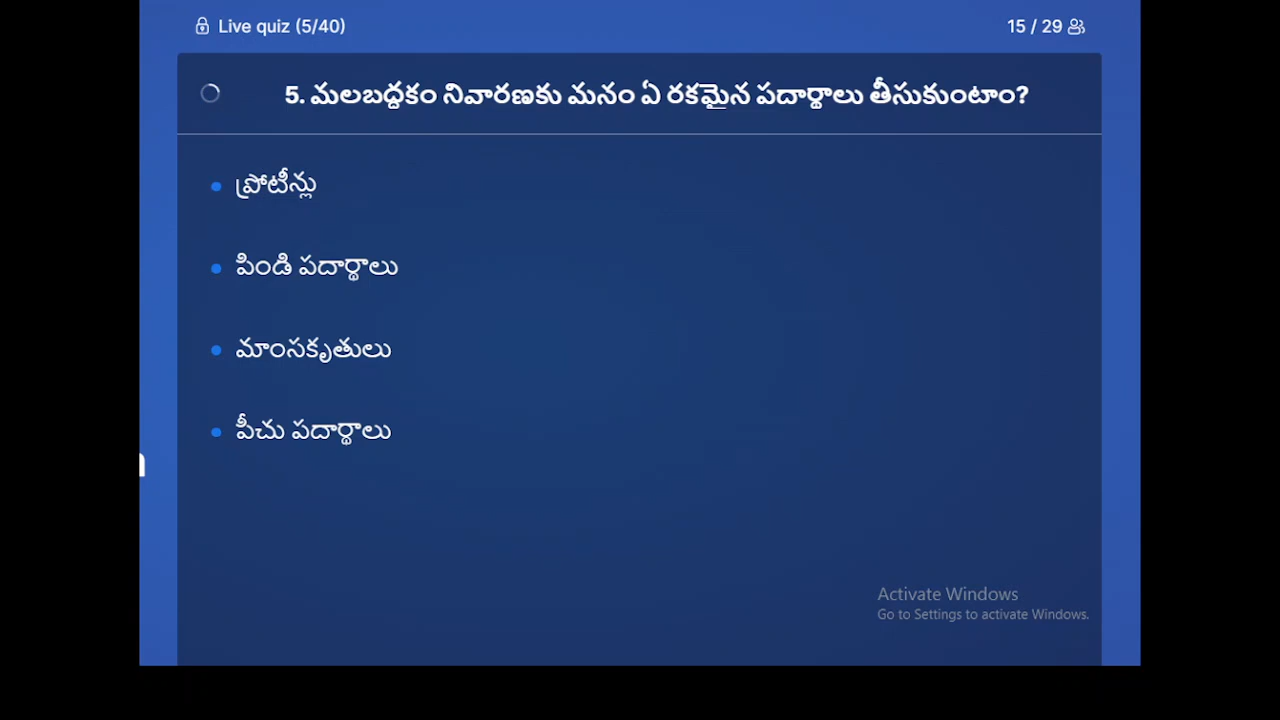 Live quiz (5/40)
15 / 29
5. మలబద్ధకం నివారణకు మనం ఏ రకమైన పదార్థాలు తీసుకుంటాం?
ప్రోటీన్లు
పిండి పదార్థాలు
మాంసకృతులు
పీచు పదార్థాలు
Activate Windows
Go to Settings to activate Windows.